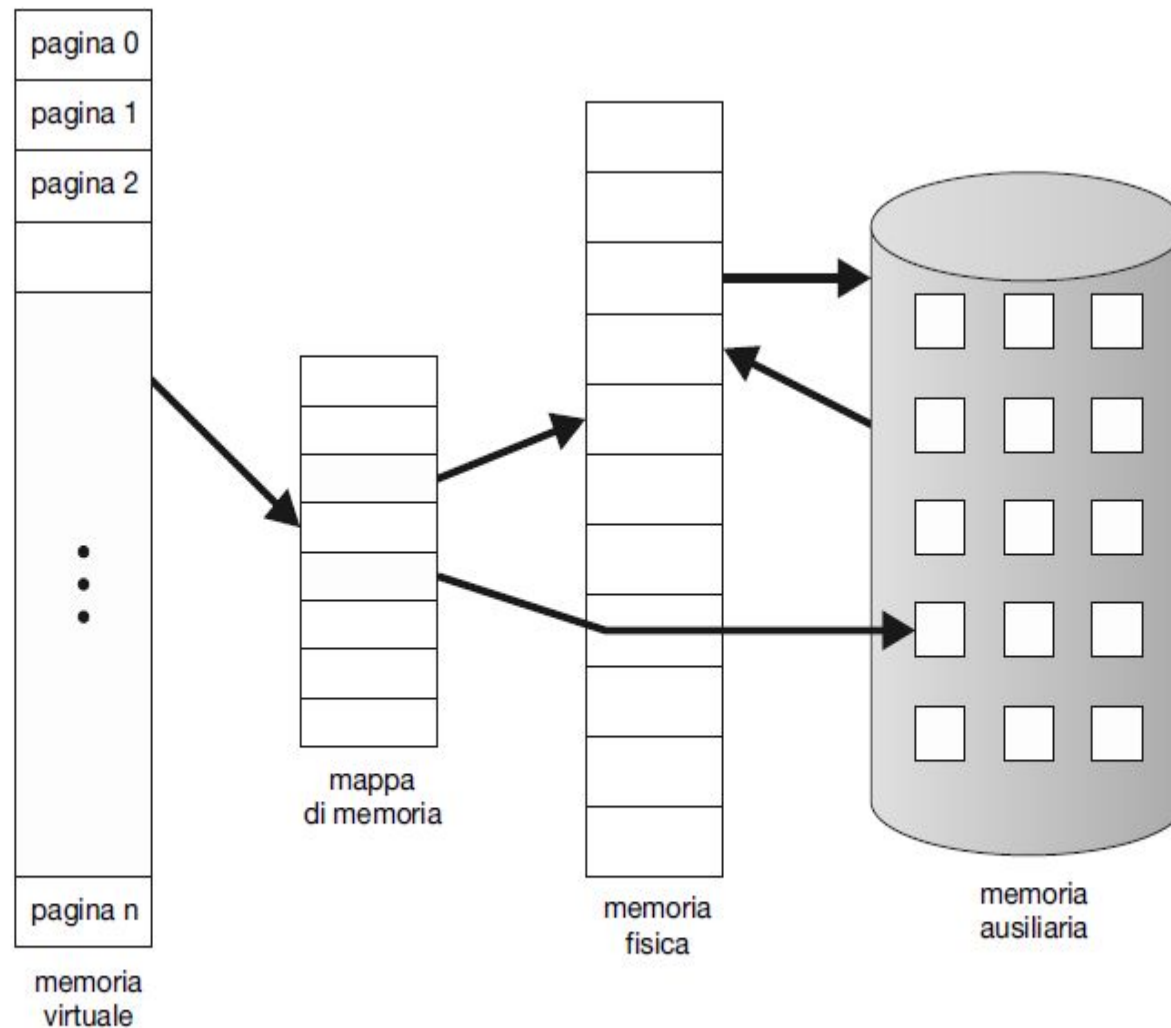 pagina 0
pagina 1
pagina 2
pagina n
memoria
virtuale
mappa
di memoria
memoria
fisica
memoria
ausiliaria